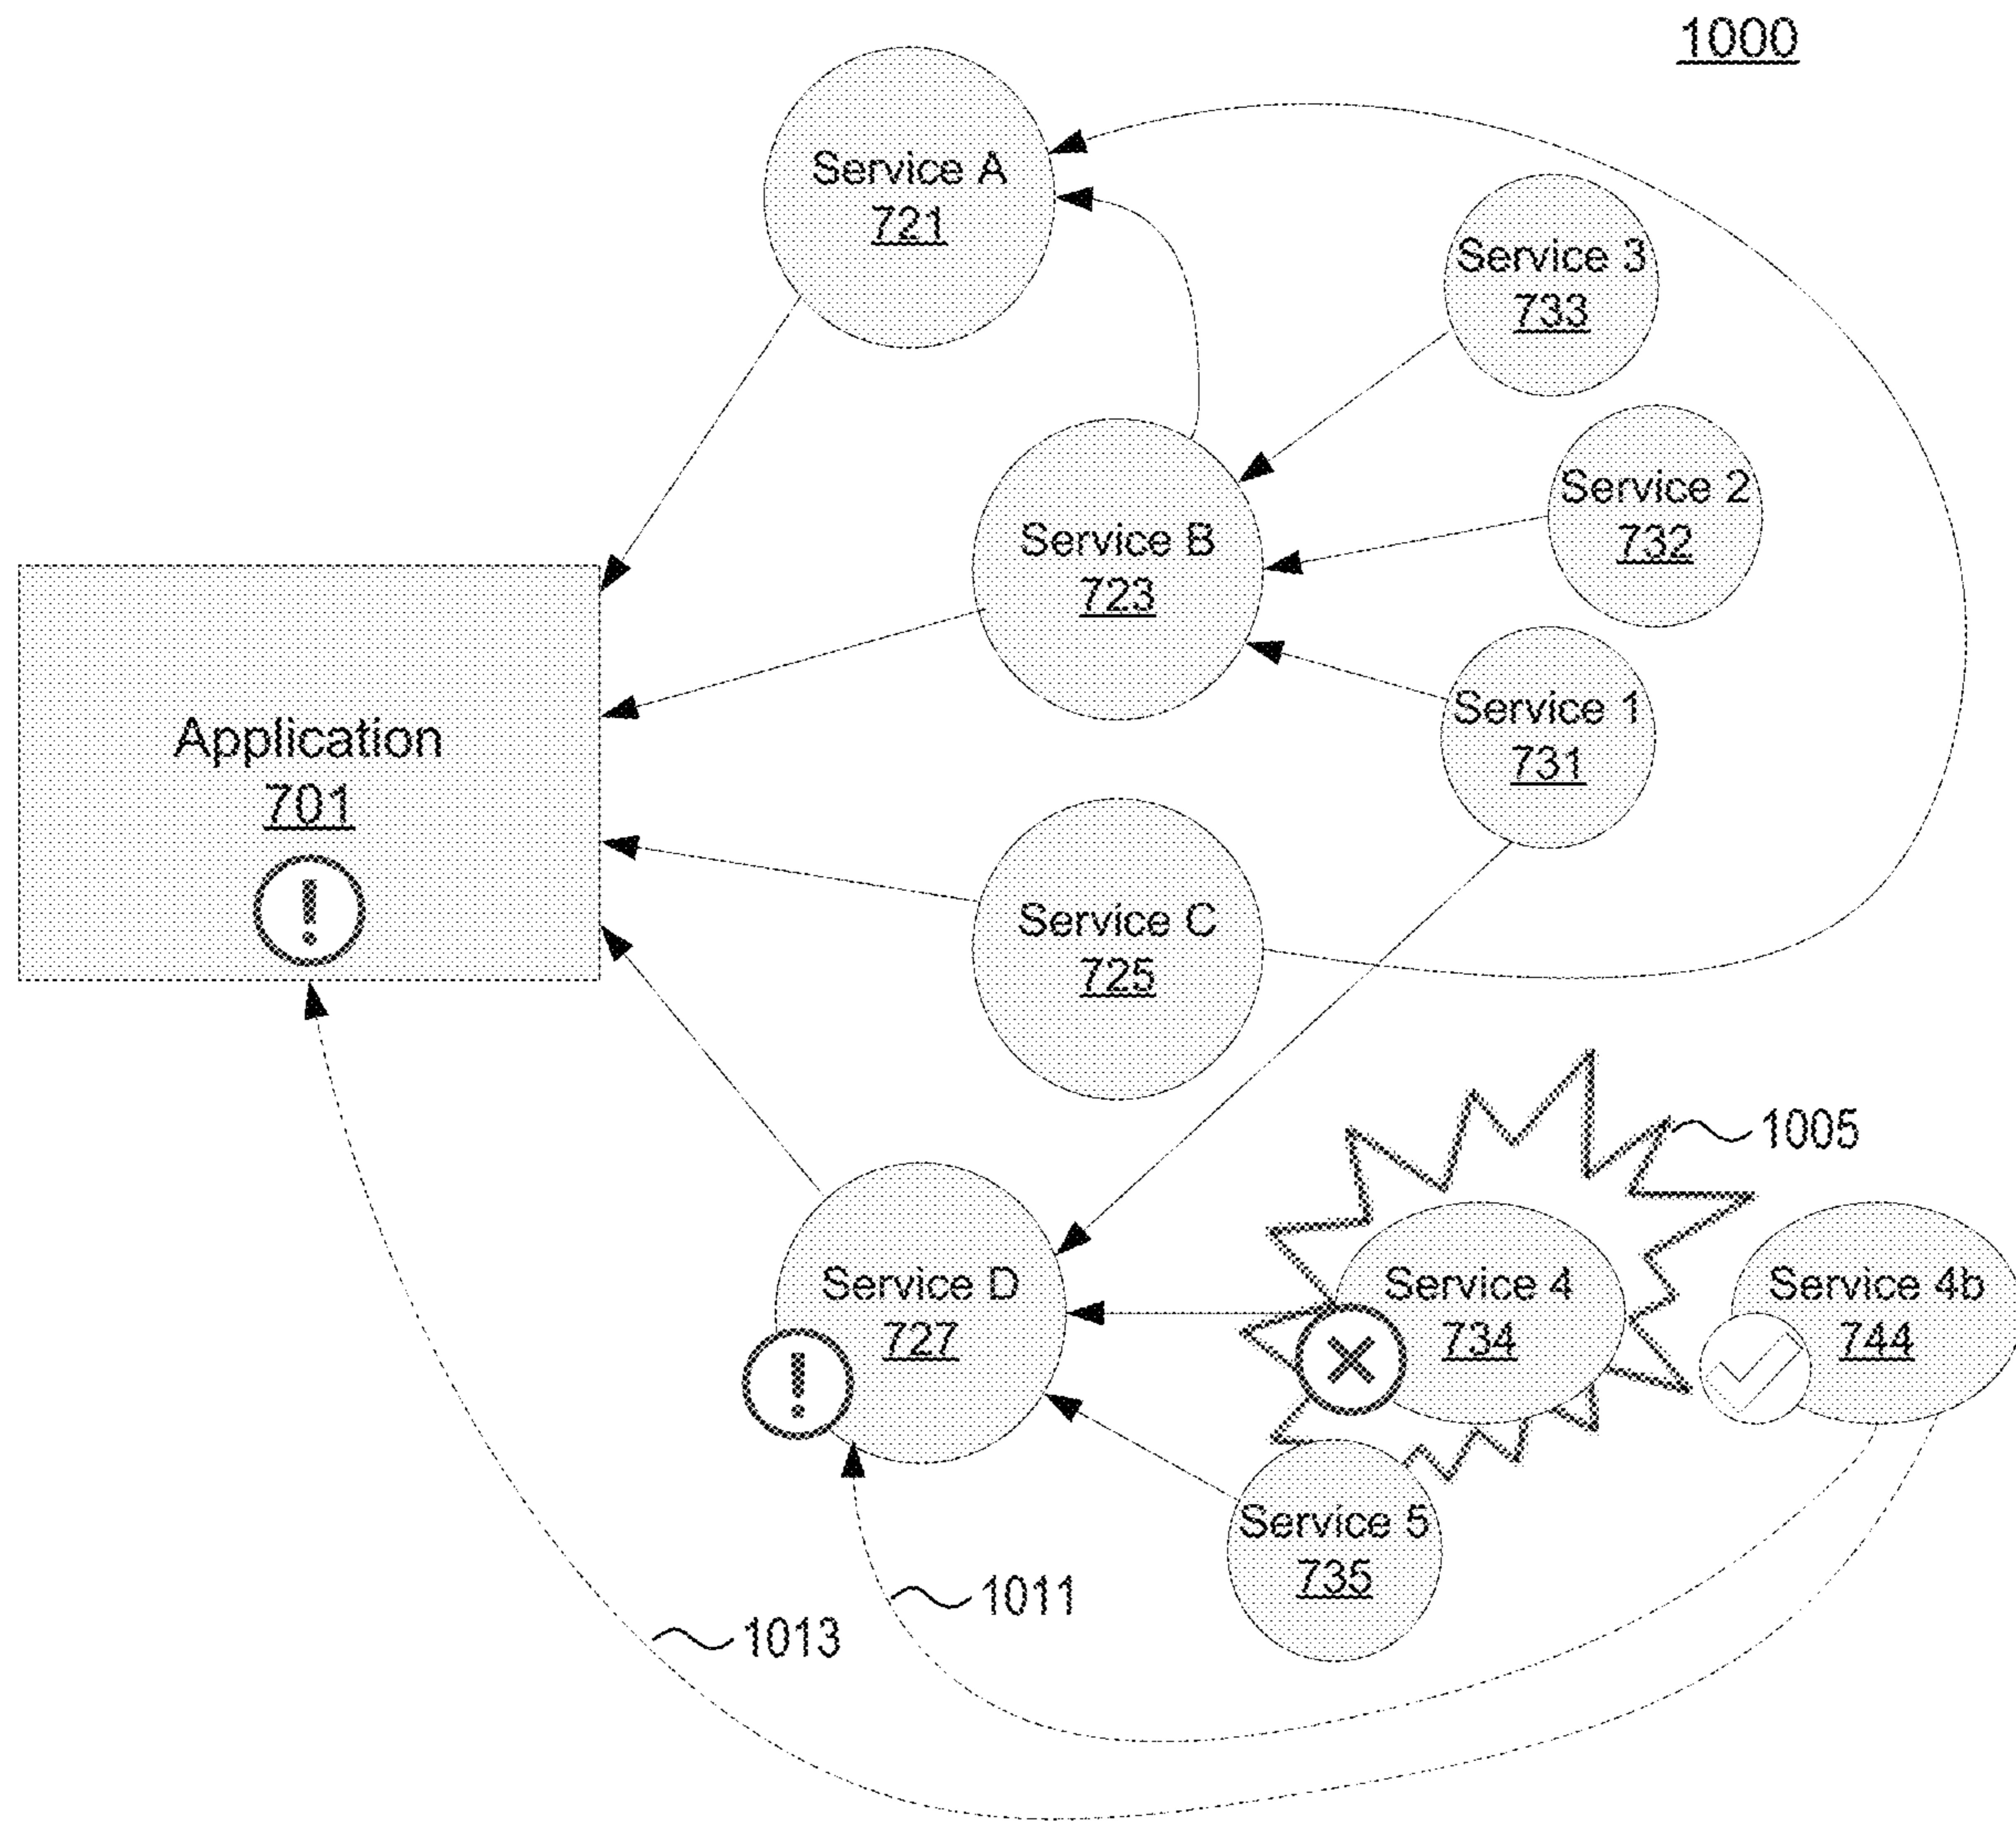 1000
Service A
721
Service 3
733
Service 2
732
Service B
723
Service 1
731
Application
701
!
Service C
725
1005
Service D
727
!
Service 4
734
Service 4b
744
Service 5
735
1011
1013